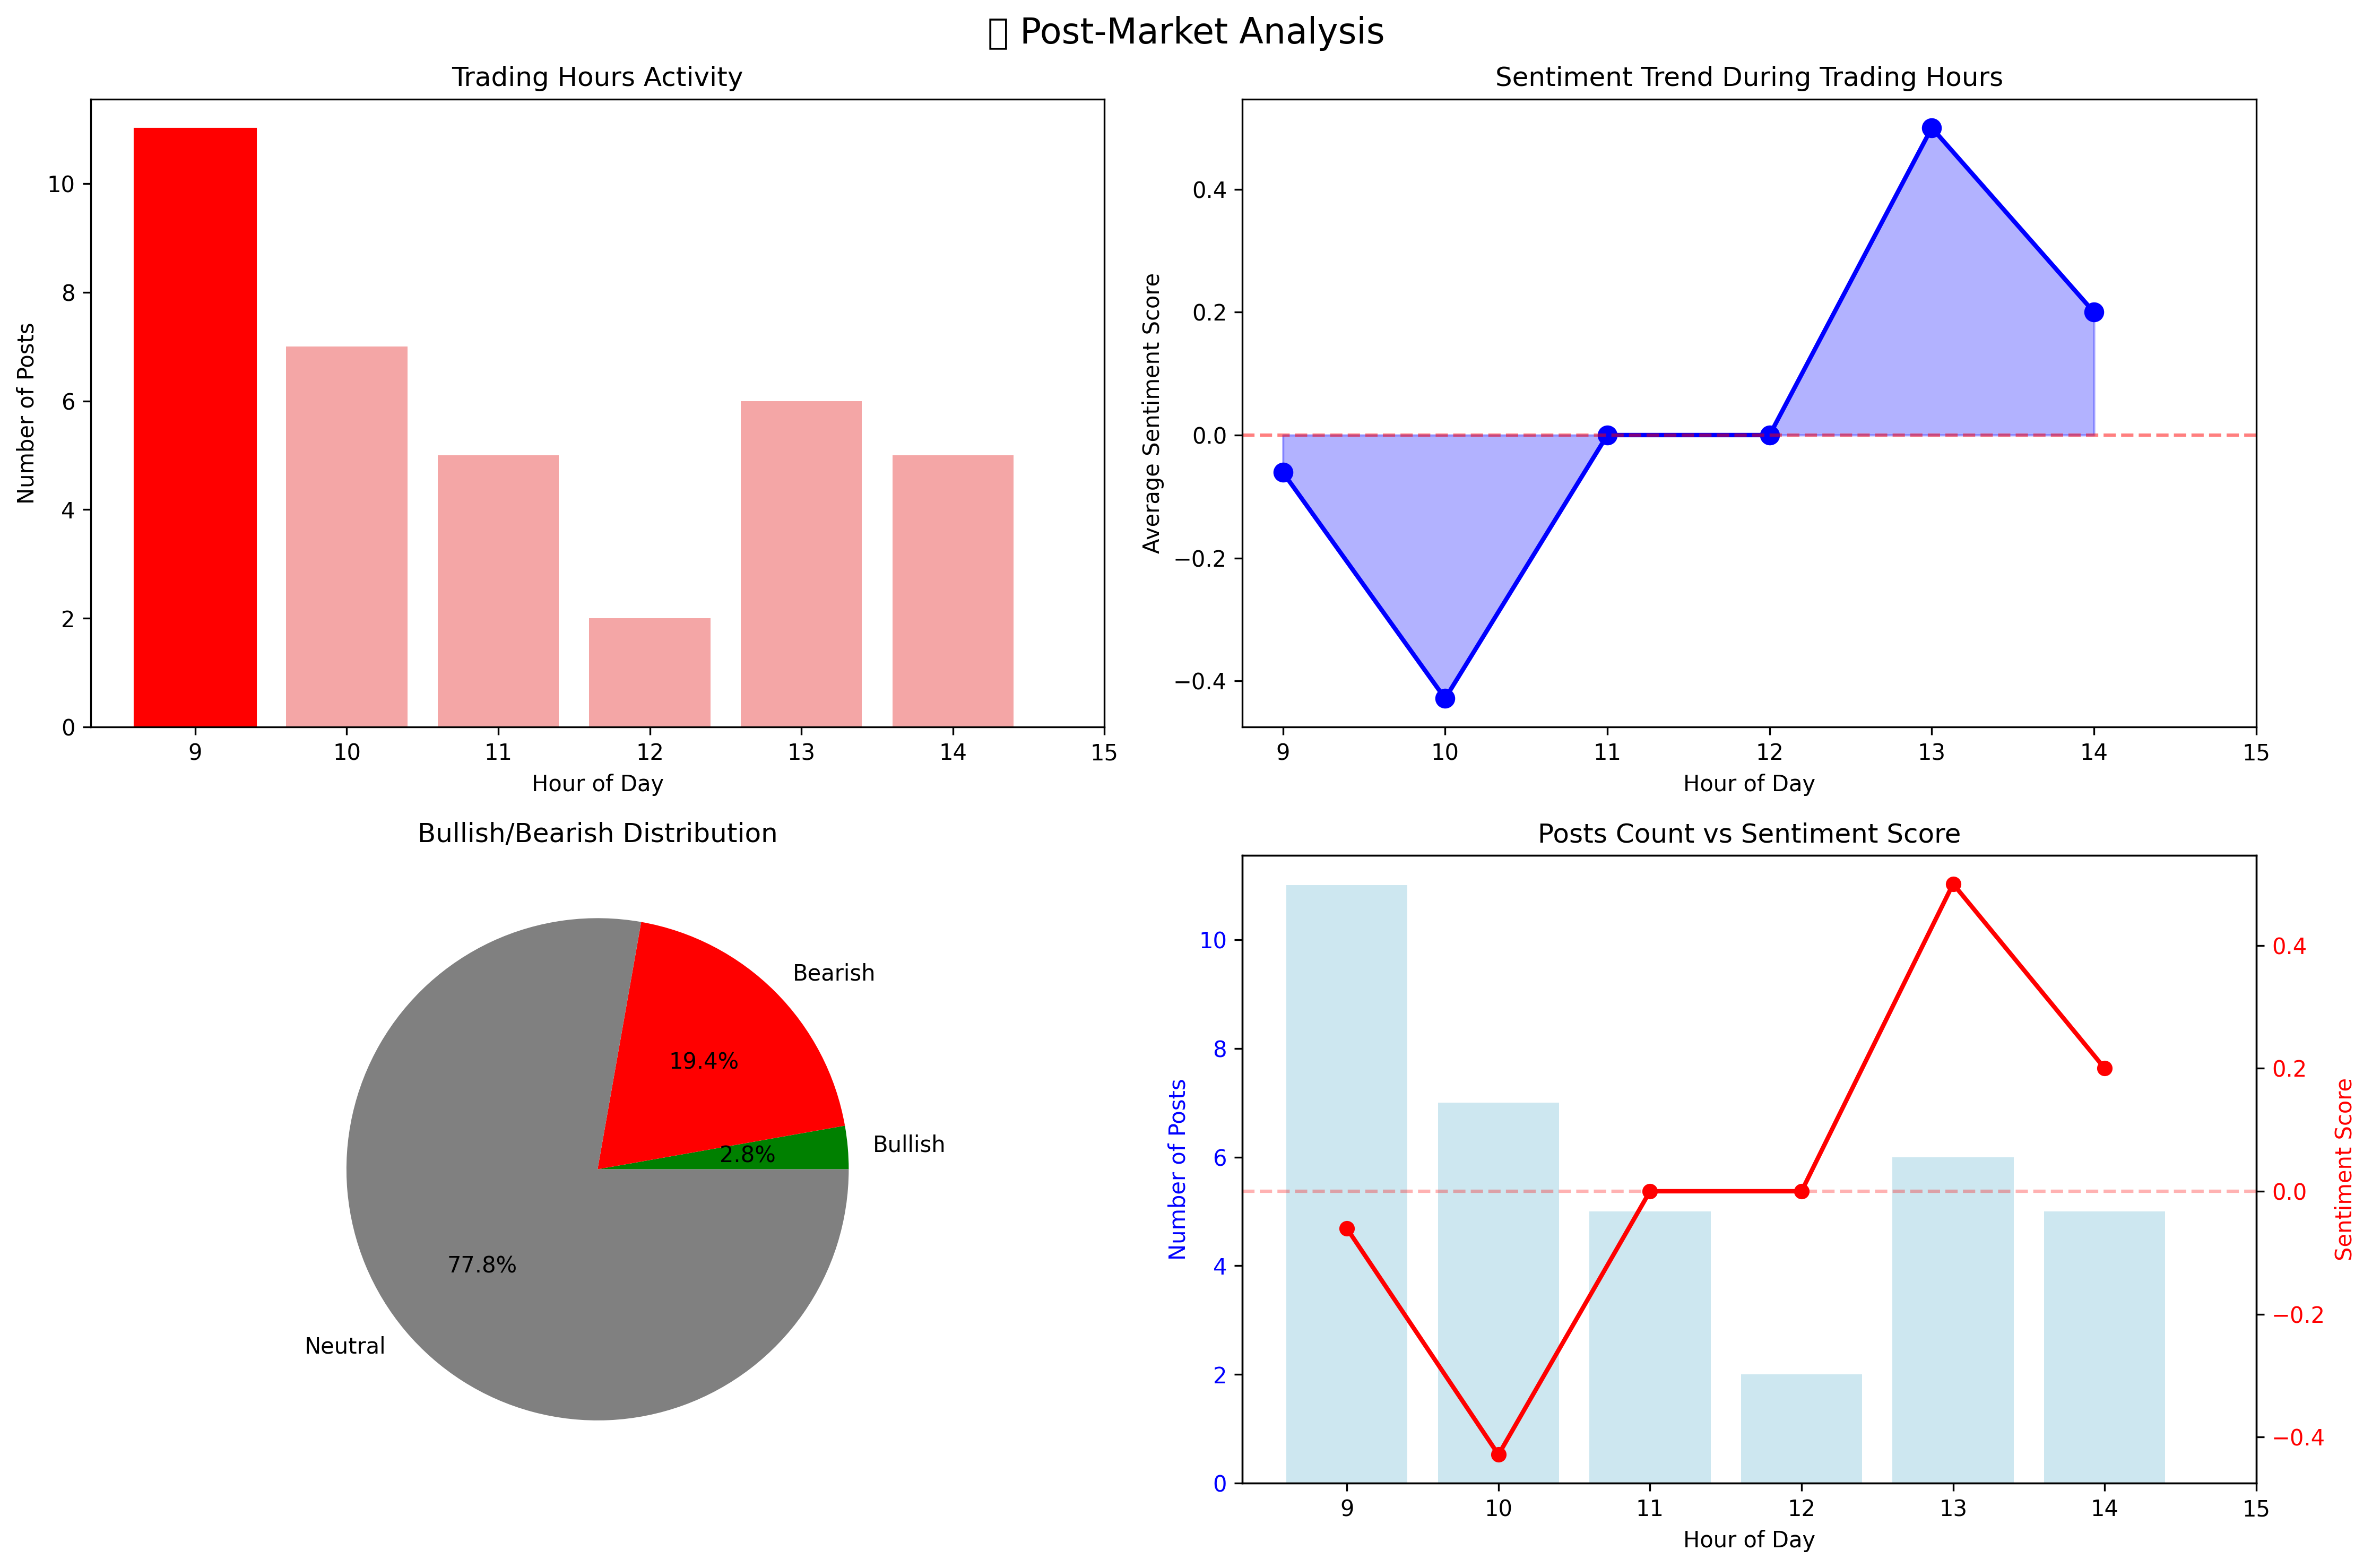 ▯ Post-Market Analysis
Trading Hours Activity
Number of Posts
10
8
6
4
2
0
9 10 11 12 13 14 15
Hour of Day
Sentiment Trend During Trading Hours
Average Sentiment Score
0.4
0.2
0.0
−0.2
−0.4
9 10 11 12 13 14 15
Hour of Day
Bullish/Bearish Distribution
Bearish
19.4%
Bullish
2.8%
77.8%
Neutral
Posts Count vs Sentiment Score
Number of Posts
10
8
6
4
2
0
0.4
0.2
0.0
−0.2
−0.4
Sentiment Score
9 10 11 12 13 14 15
Hour of Day